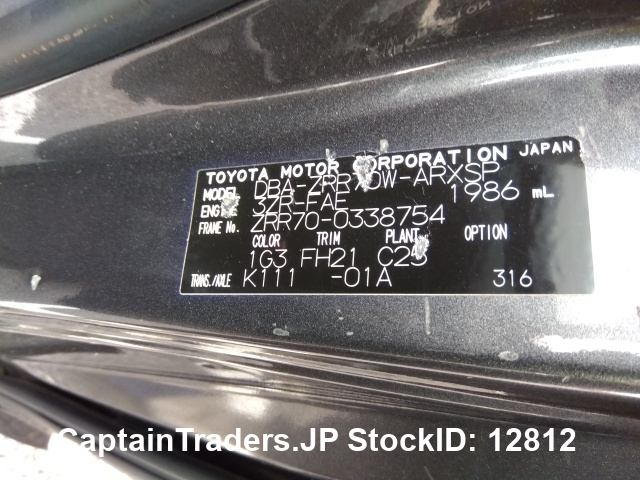 TOYOTA MOTOR CORPORATION JAPAN
MODEL DBA-ZRR70W-ARXSP
ENGINE 3ZR-FAE 1986 mL
FRAME No. ZRR70-0338754
COLOR TRIM PLANT OPTION
1G3 FH21 C25
TRANS./AXLE K111 -01A 316
CaptainTraders.JP StockID: 12812